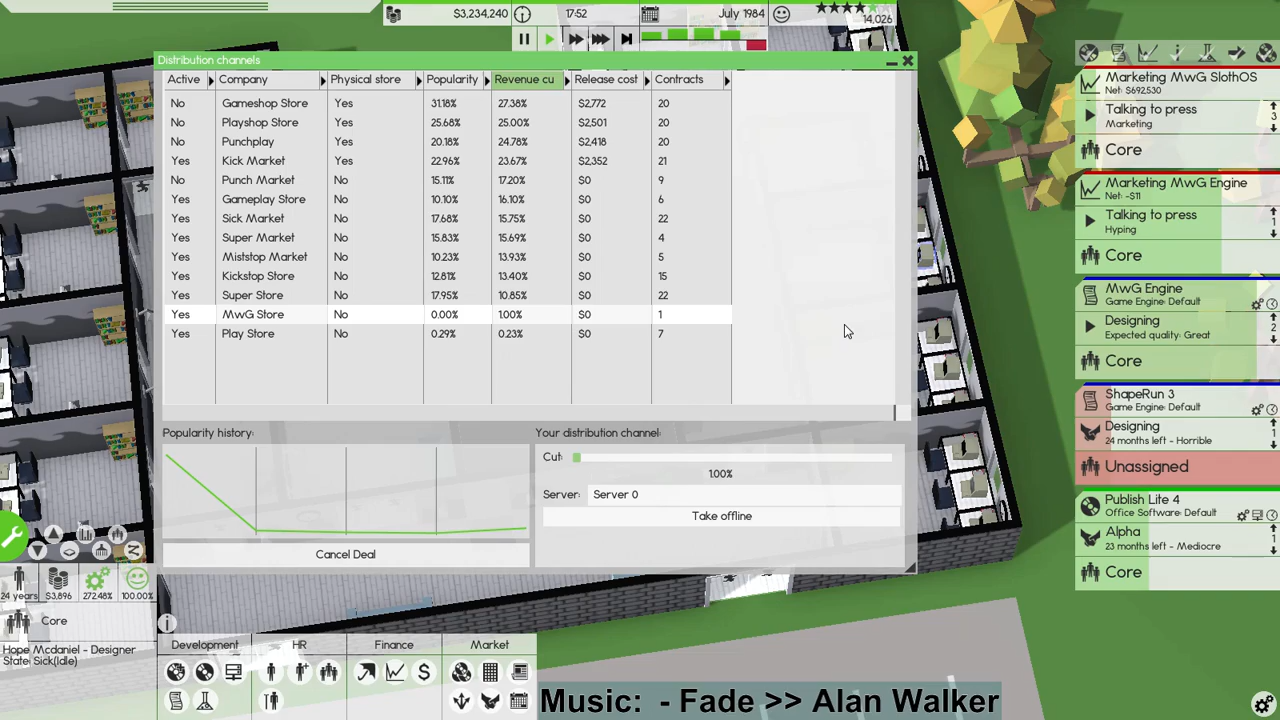 $3,234,240 17:52 July 1984 14,026
Distribution channels
Active Company Physical store Popularity Revenue cu Release cost Contracts
No Gameshop Store Yes 31.18% 27.38% $2,772 20
No Playshop Store Yes 25.68% 25.00% $2,501 20
No Punchplay Yes 20.18% 24.78% $2,418 20
Yes Kick Market Yes 22.96% 23.67% $2,352 21
No Punch Market No 15.11% 17.20% $0 9
Yes Gameplay Store No 10.10% 16.10% $0 6
Yes Sick Market No 17.68% 15.75% $0 22
Yes Super Market No 15.83% 15.69% $0 4
Yes Miststop Market No 10.23% 13.93% $0 5
Yes Kickstop Store No 12.81% 13.40% $0 15
Yes Super Store No 17.95% 10.85% $0 22
Yes MwG Store No 0.00% 1.00% $0 1
Yes Play Store No 0.29% 0.23% $0 7
Popularity history:
Cancel Deal
Your distribution channel:
Cut:
1.00%
Server: Server 0
Take offline
Marketing MwG SlothOS
Net: $692,530
Talking to press
Marketing
3
Core
Marketing MwG Engine
Net: -$11
Talking to press
Hyping
1
Core
MwG Engine
Game Engine: Default
Designing
Expected quality: Great
2
Core
ShapeRun 3
Game Engine: Default
Designing
24 months left - Horrible
1
Unassigned
Publish Lite 4
Office Software: Default
Alpha
23 months left - Mediocre
1
Core
24 years $3,896 272.48% 100.00%
Core
Hope Mcdaniel - Designer
State: Sick(Idle)
Development HR Finance Market
Music: - Fade >> Alan Walker